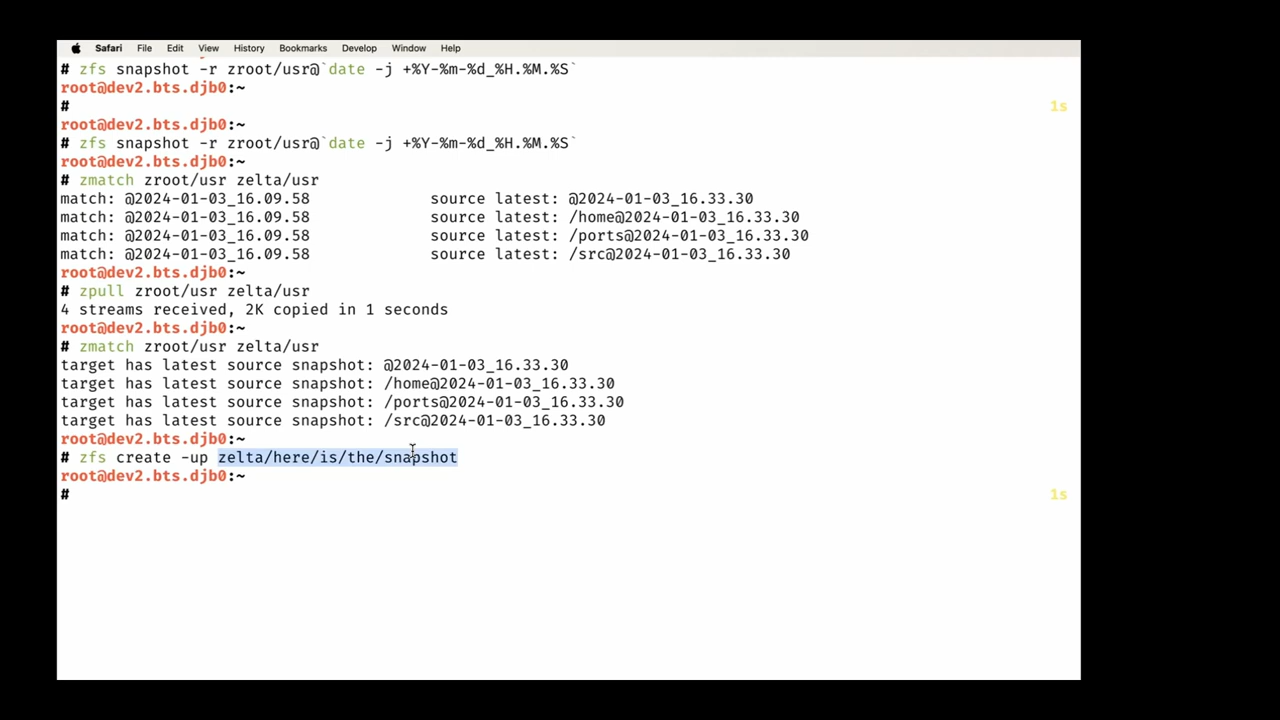 Safari File Edit View History Bookmarks Develop Window Help
# zfs snapshot -r zroot/usr@`date -j +%Y-%m-%d_%H.%M.%S`
root@dev2.bts.djb0:~
# 1s
root@dev2.bts.djb0:~
# zfs snapshot -r zroot/usr@`date -j +%Y-%m-%d_%H.%M.%S`
root@dev2.bts.djb0:~
# zmatch zroot/usr zelta/usr
match: @2024-01-03_16.09.58 source latest: @2024-01-03_16.33.30
match: @2024-01-03_16.09.58 source latest: /home@2024-01-03_16.33.30
match: @2024-01-03_16.09.58 source latest: /ports@2024-01-03_16.33.30
match: @2024-01-03_16.09.58 source latest: /src@2024-01-03_16.33.30
root@dev2.bts.djb0:~
# zpull zroot/usr zelta/usr
4 streams received, 2K copied in 1 seconds
root@dev2.bts.djb0:~
# zmatch zroot/usr zelta/usr
target has latest source snapshot: @2024-01-03_16.33.30
target has latest source snapshot: /home@2024-01-03_16.33.30
target has latest source snapshot: /ports@2024-01-03_16.33.30
target has latest source snapshot: /src@2024-01-03_16.33.30
root@dev2.bts.djb0:~
# zfs create -up zelta/here/is/the/snapshot
root@dev2.bts.djb0:~
# 1s